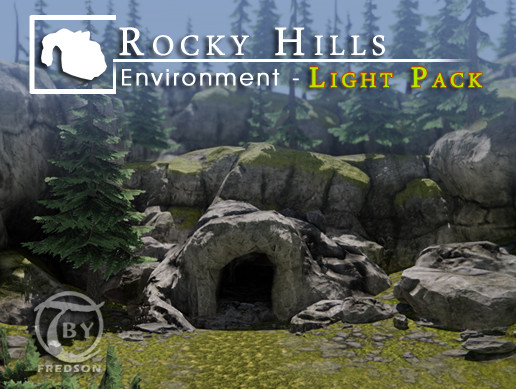 Rocky Hills
Environment - Light Pack
BY
FREDSON